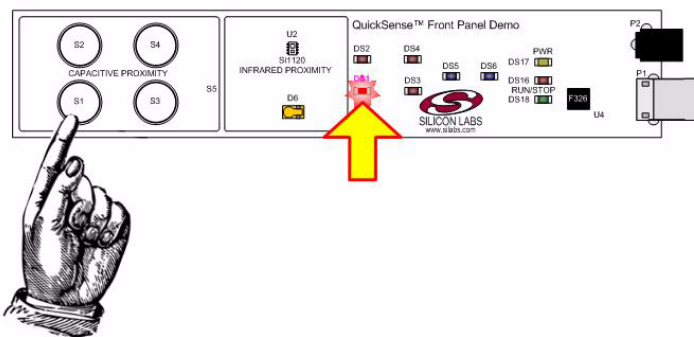 QuickSense™ Front Panel Demo
P2
S2
S4
U2
Si1120
INFRARED PROXIMITY
DS2
DS4
PWR
DS17
CAPACITIVE PROXIMITY
DS5
DS6
P1
S1
S3
S5
D6
DS1
DS3
DS16
RUN/STOP
DS18
F326
U4
SILICON LABS
www.silabs.com